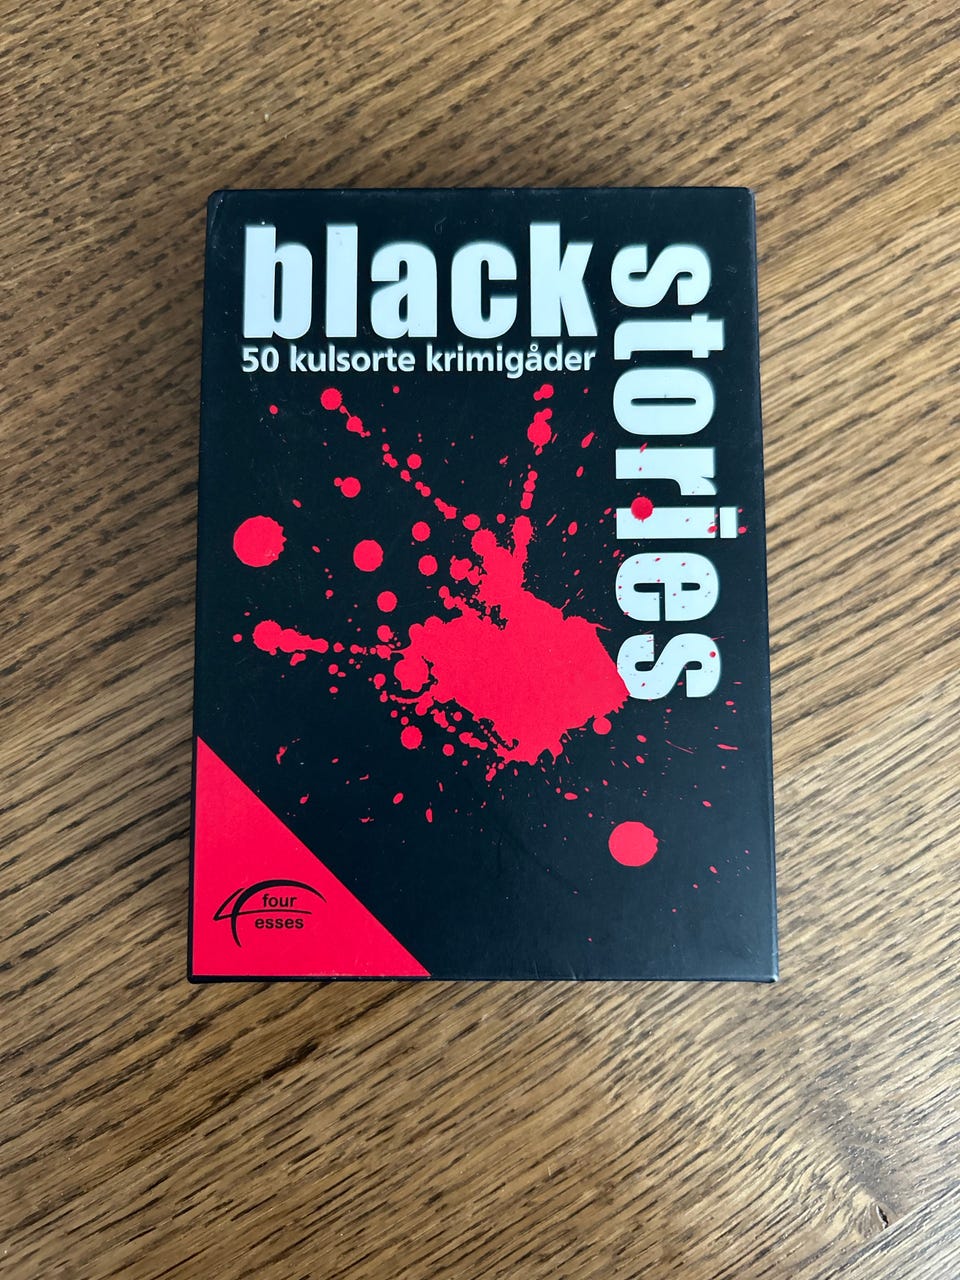 black
stories
50 kulsorte krimigåder
four
esses